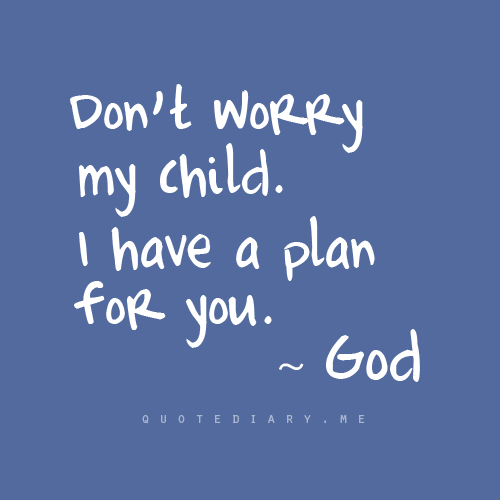 Don't worry
my child.
I have a plan
for you.
~ God
QUOTEDIARY.ME